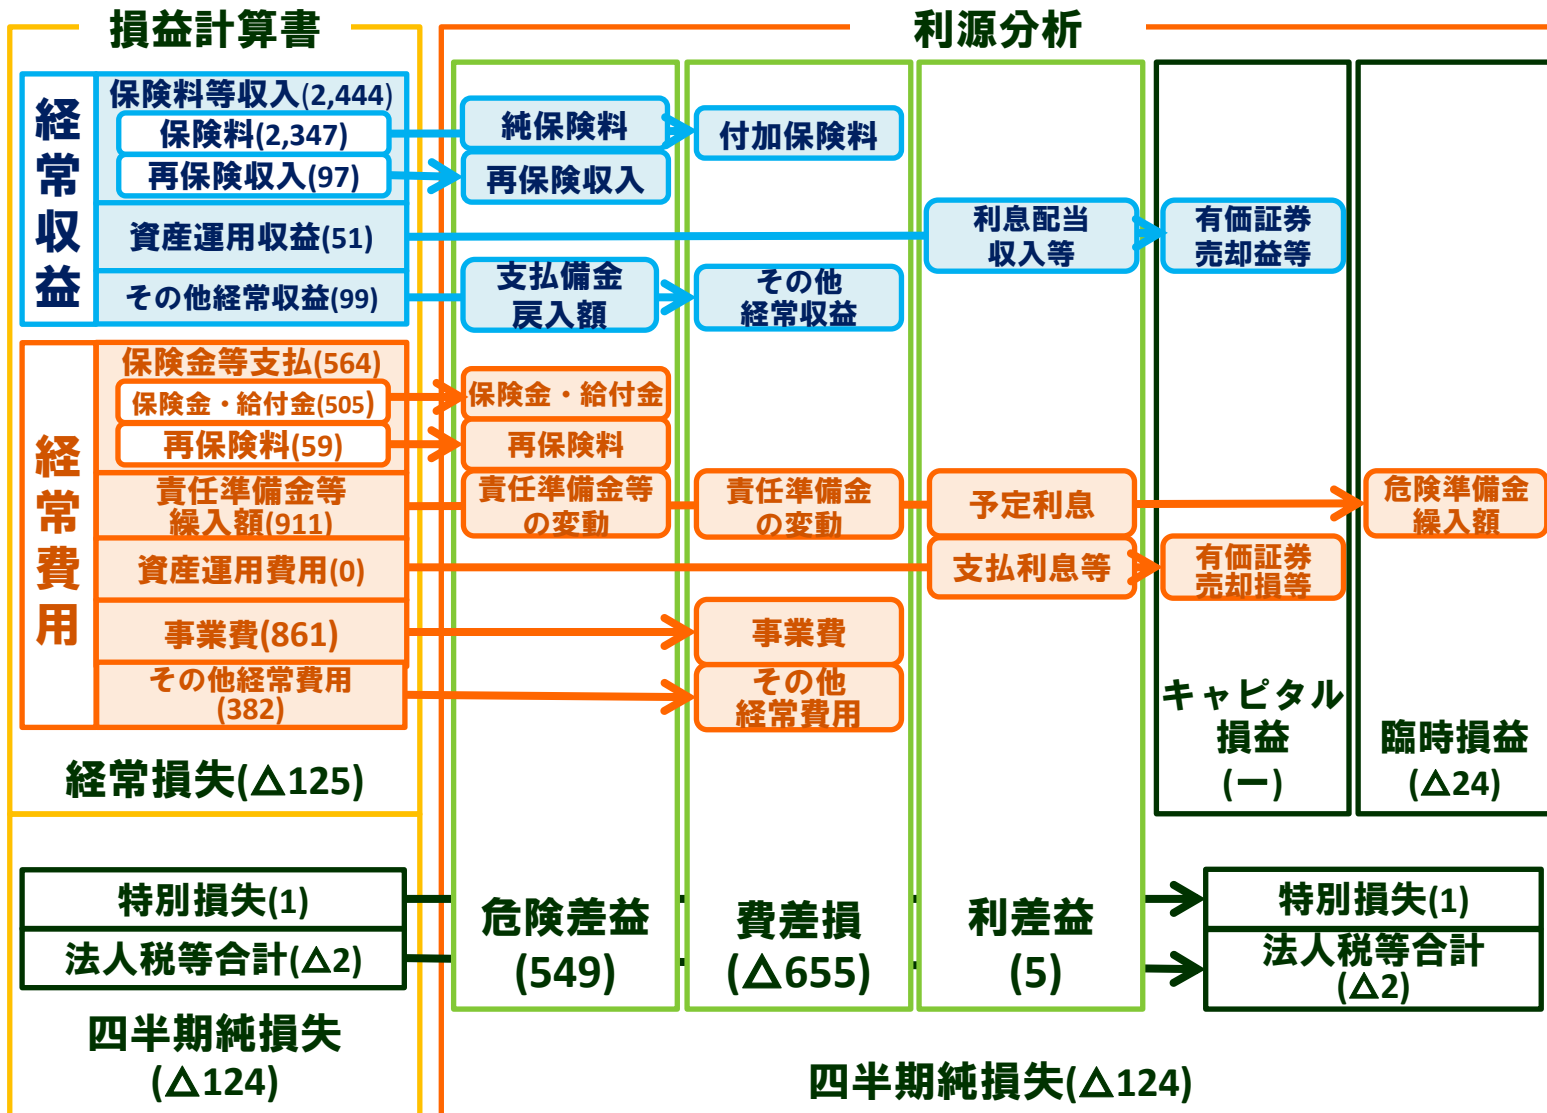 損益計算書
経常収益
保険料等収入(2,444)
保険料(2,347)
再保険収入(97)
資産運用収益(51)
その他経常収益(99)
経常費用
保険金等支払(564)
保険金・給付金(505)
再保険料(59)
責任準備金等
繰入額(911)
資産運用費用(0)
事業費(861)
その他経常費用
(382)
経常損失(△125)
特別損失(1)
法人税等合計(△2)
四半期純損失
(△124)
利源分析
純保険料
再保険収入
支払備金
戻入額
保険金・給付金
再保険料
責任準備金等
の変動
危険差益
(549)
付加保険料
その他
経常収益
責任準備金
の変動
事業費
その他
経常費用
費差損
(△655)
利息配当
収入等
予定利息
支払利息等
利差益
(5)
有価証券
売却益等
有価証券
売却損等
キャピタル
損益
(ー)
危険準備金
繰入額
臨時損益
(△24)
特別損失(1)
法人税等合計
(△2)
四半期純損失(△124)